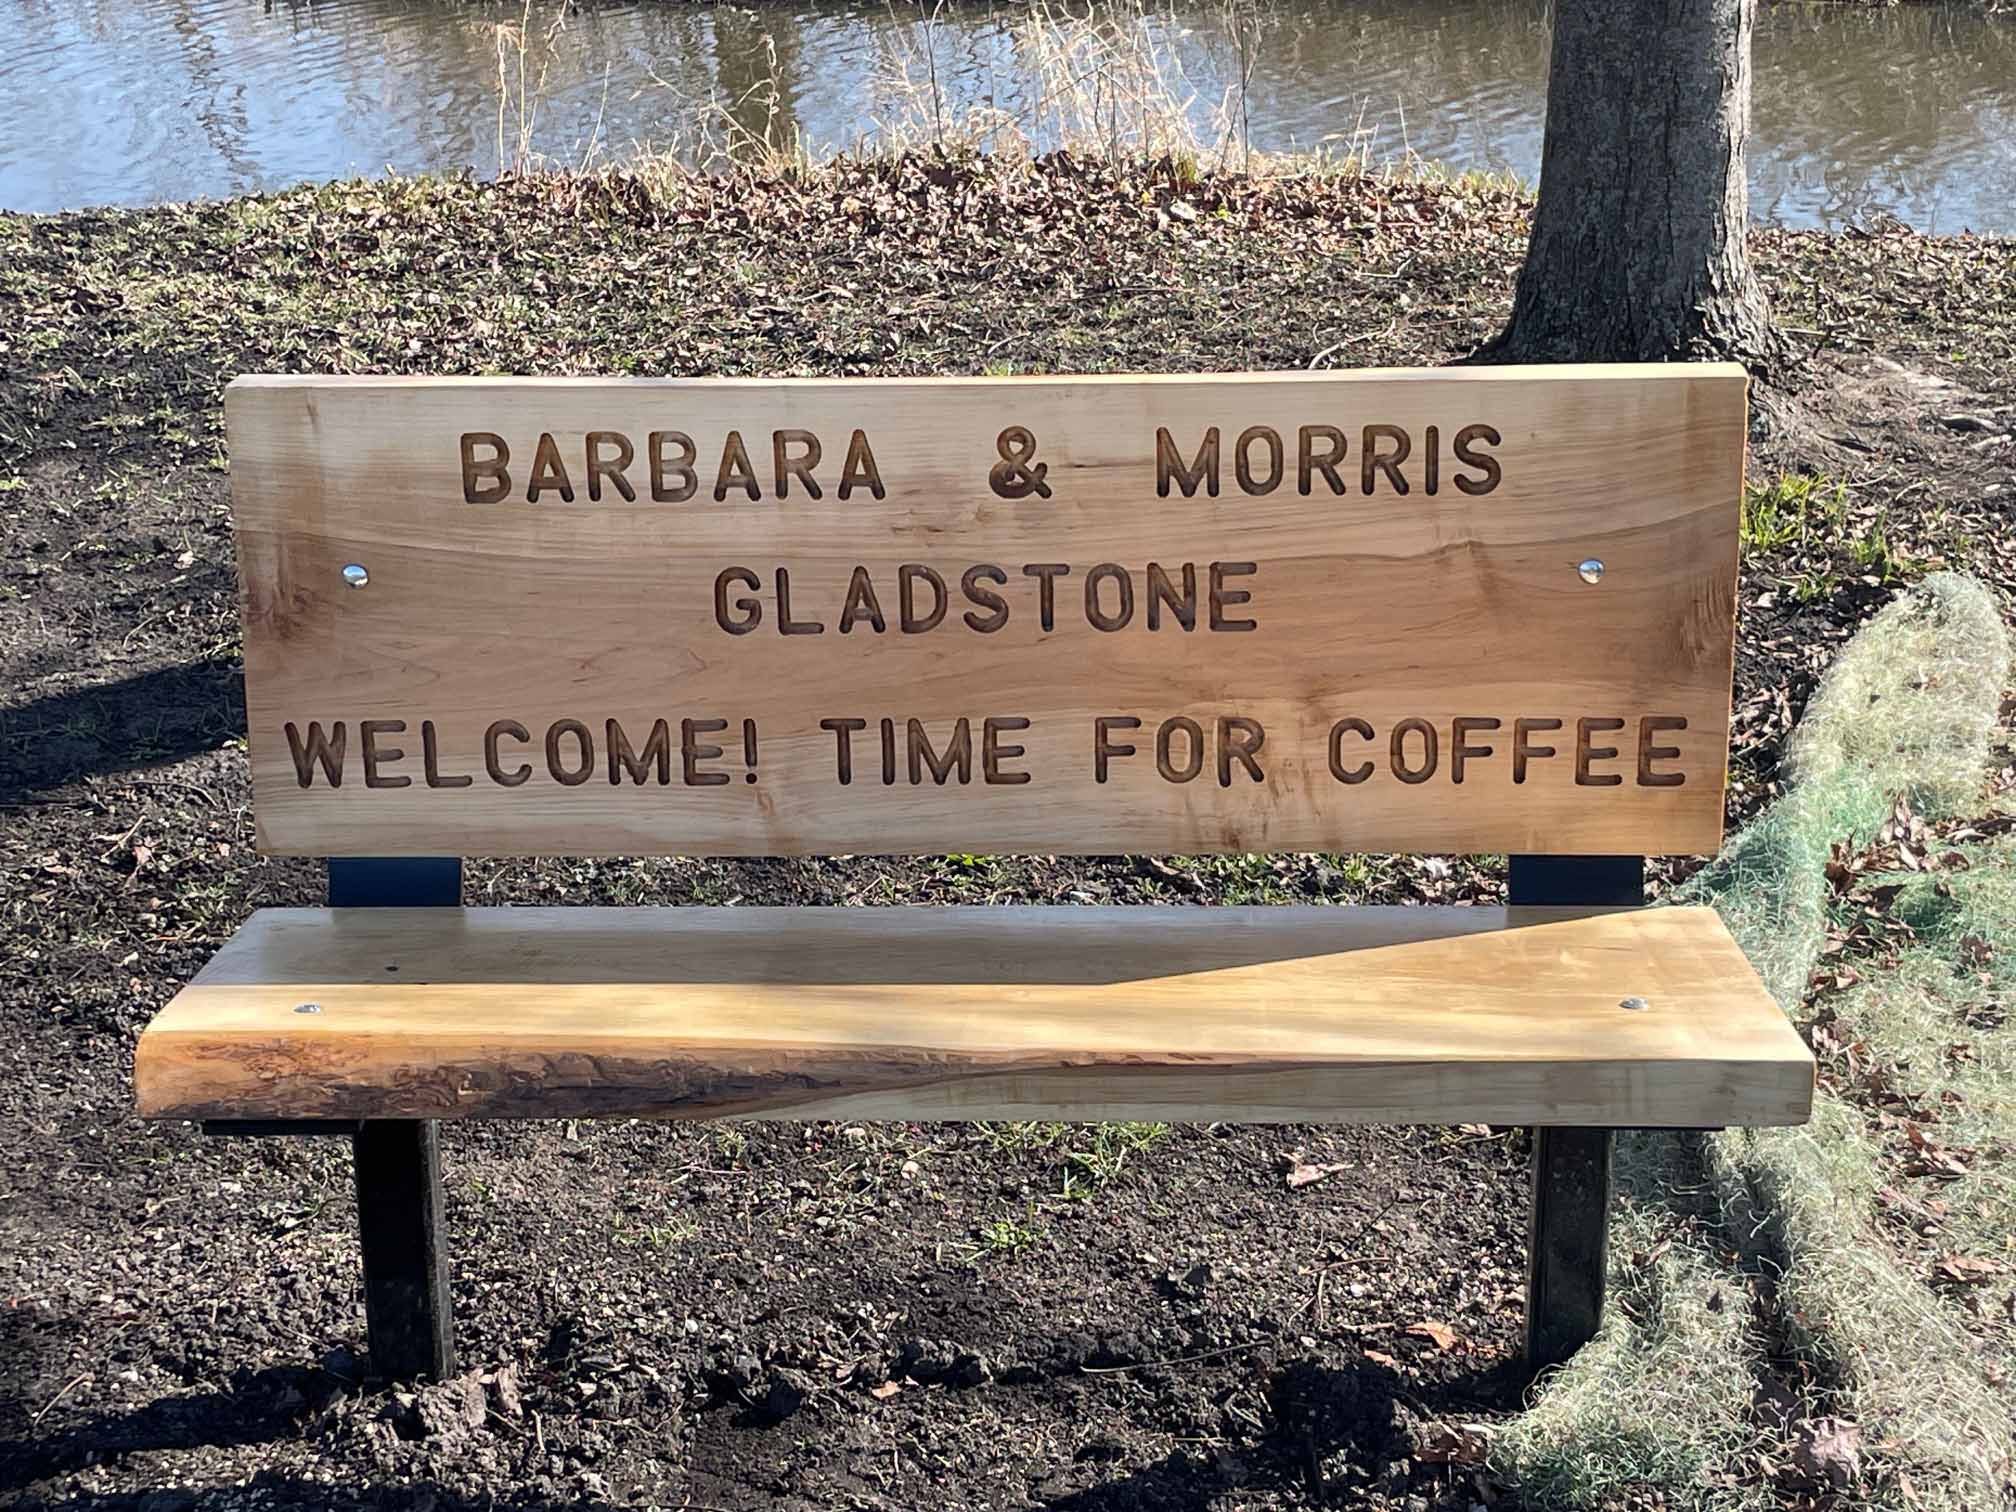 BARBARA & MORRIS
GLADSTONE
WELCOME! TIME FOR COFFEE